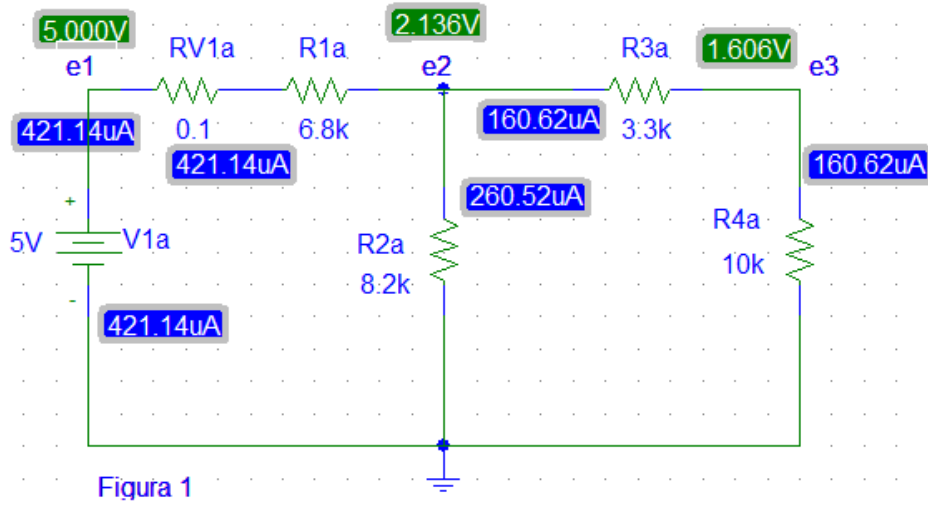 5.000V
2.136V
1.606V
e1
RV1a
R1a
e2
R3a
e3
421.14uA
0.1
6.8k
160.62uA
3.3k
421.14uA
160.62uA
+
260.52uA
5V
V1a
R2a
R4a
8.2k
10k
-
421.14uA
Figura 1